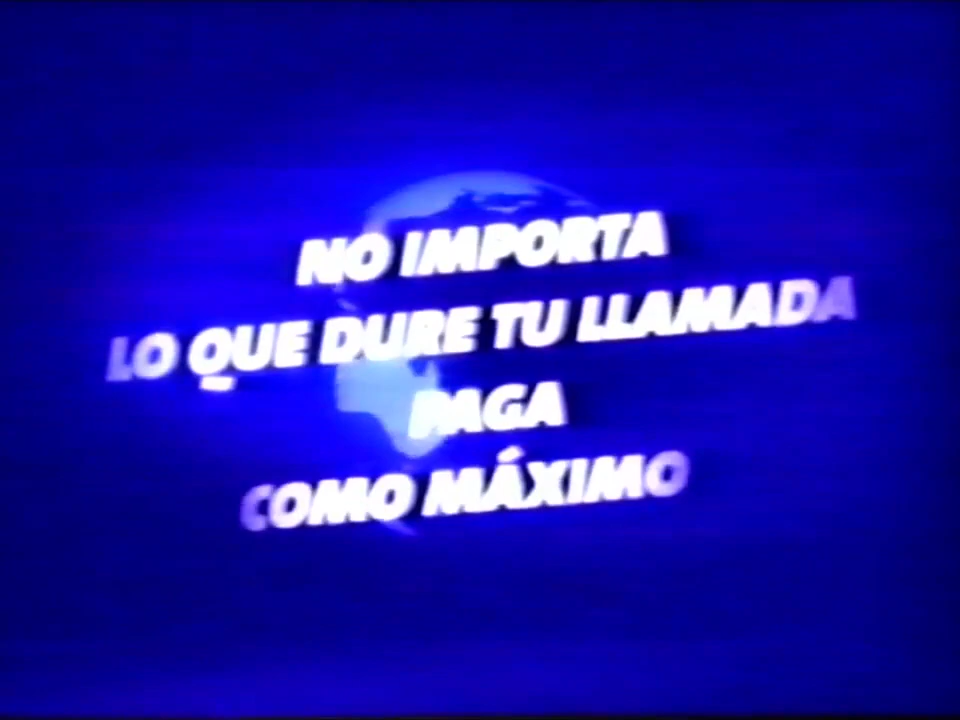 NO IMPORTA
LO QUE DURE TU LLAMADA
PAGA
COMO MÁXIMO